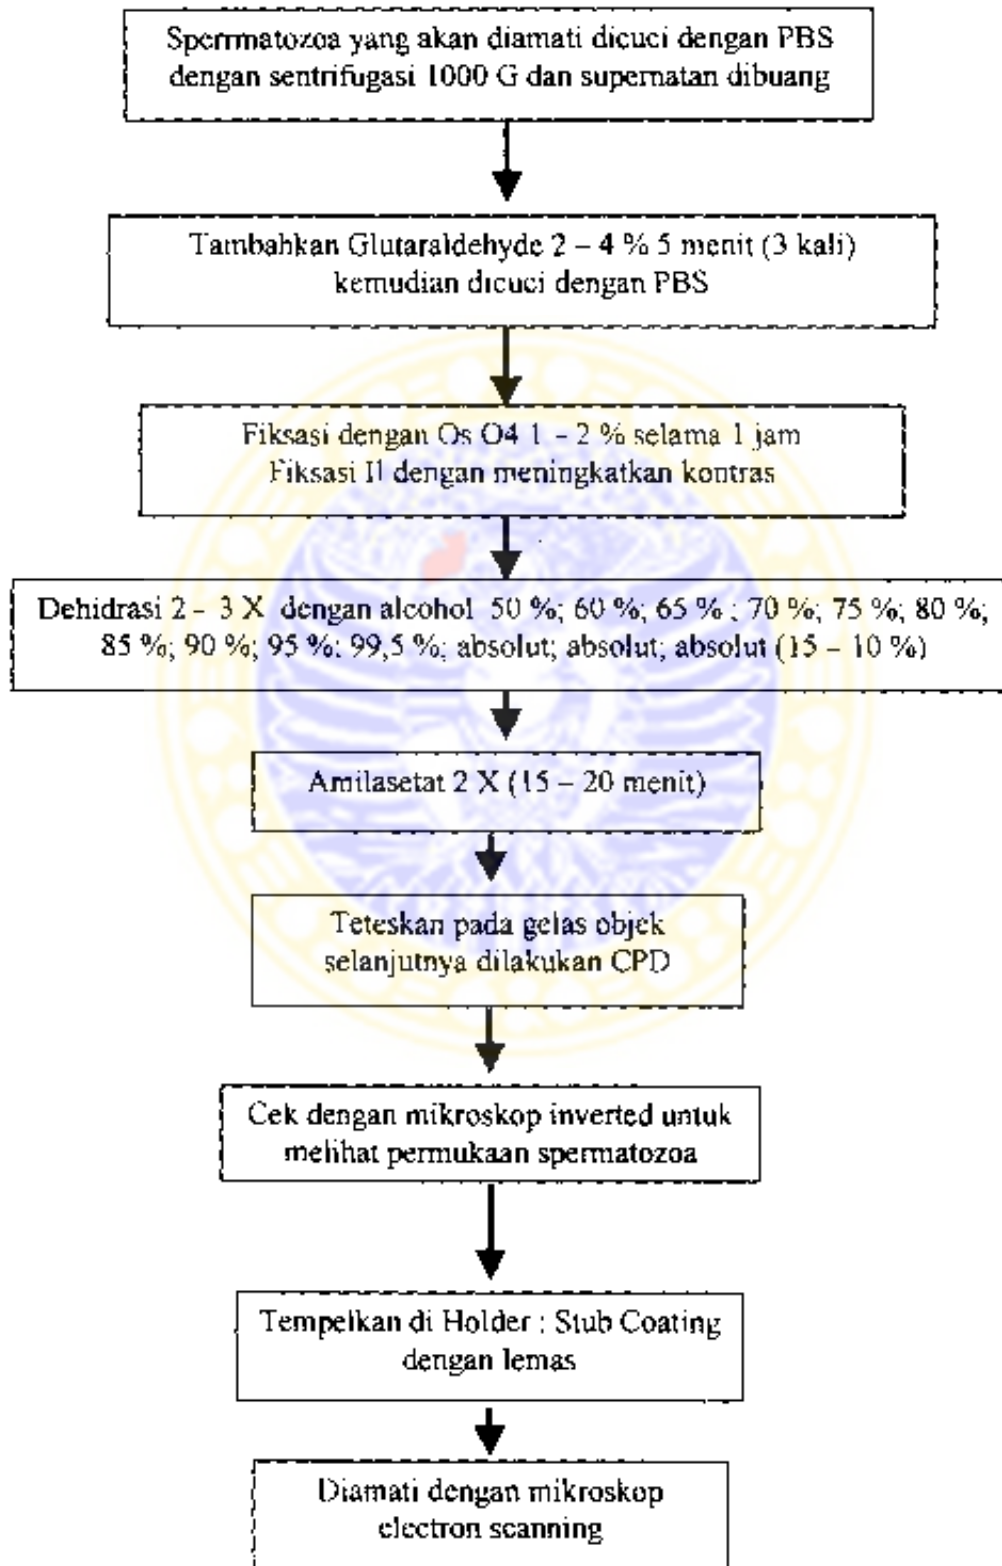 Sperrmatozoa yang akan diamati dicuci dengan PBS
dengan sentrifugasi 1000 G dan supernatan dibuang
Tambahkan Glutaraldehyde 2 – 4 % 5 menit (3 kali)
kemudian dicuci dengan PBS
Fiksasi dengan Os O4 1 – 2 % selama 1 jam
Fiksasi II dengan meningkatkan kontras
Dehidrasi 2 – 3 X dengan alcohol 50 %; 60 %; 65 % ; 70 %; 75 %; 80 %;
85 %; 90 %; 95 %; 99,5 %; absolut; absolut; absolut (15 – 10 %)
Amilasetat 2 X (15 – 20 menit)
Teteskan pada gelas objek
selanjutnya dilakukan CPD
Cek dengan mikroskop inverted untuk
melihat permukaan spermatozoa
Tempelkan di Holder : Stub Coating
dengan lemas
Diamati dengan mikroskop
electron scanning